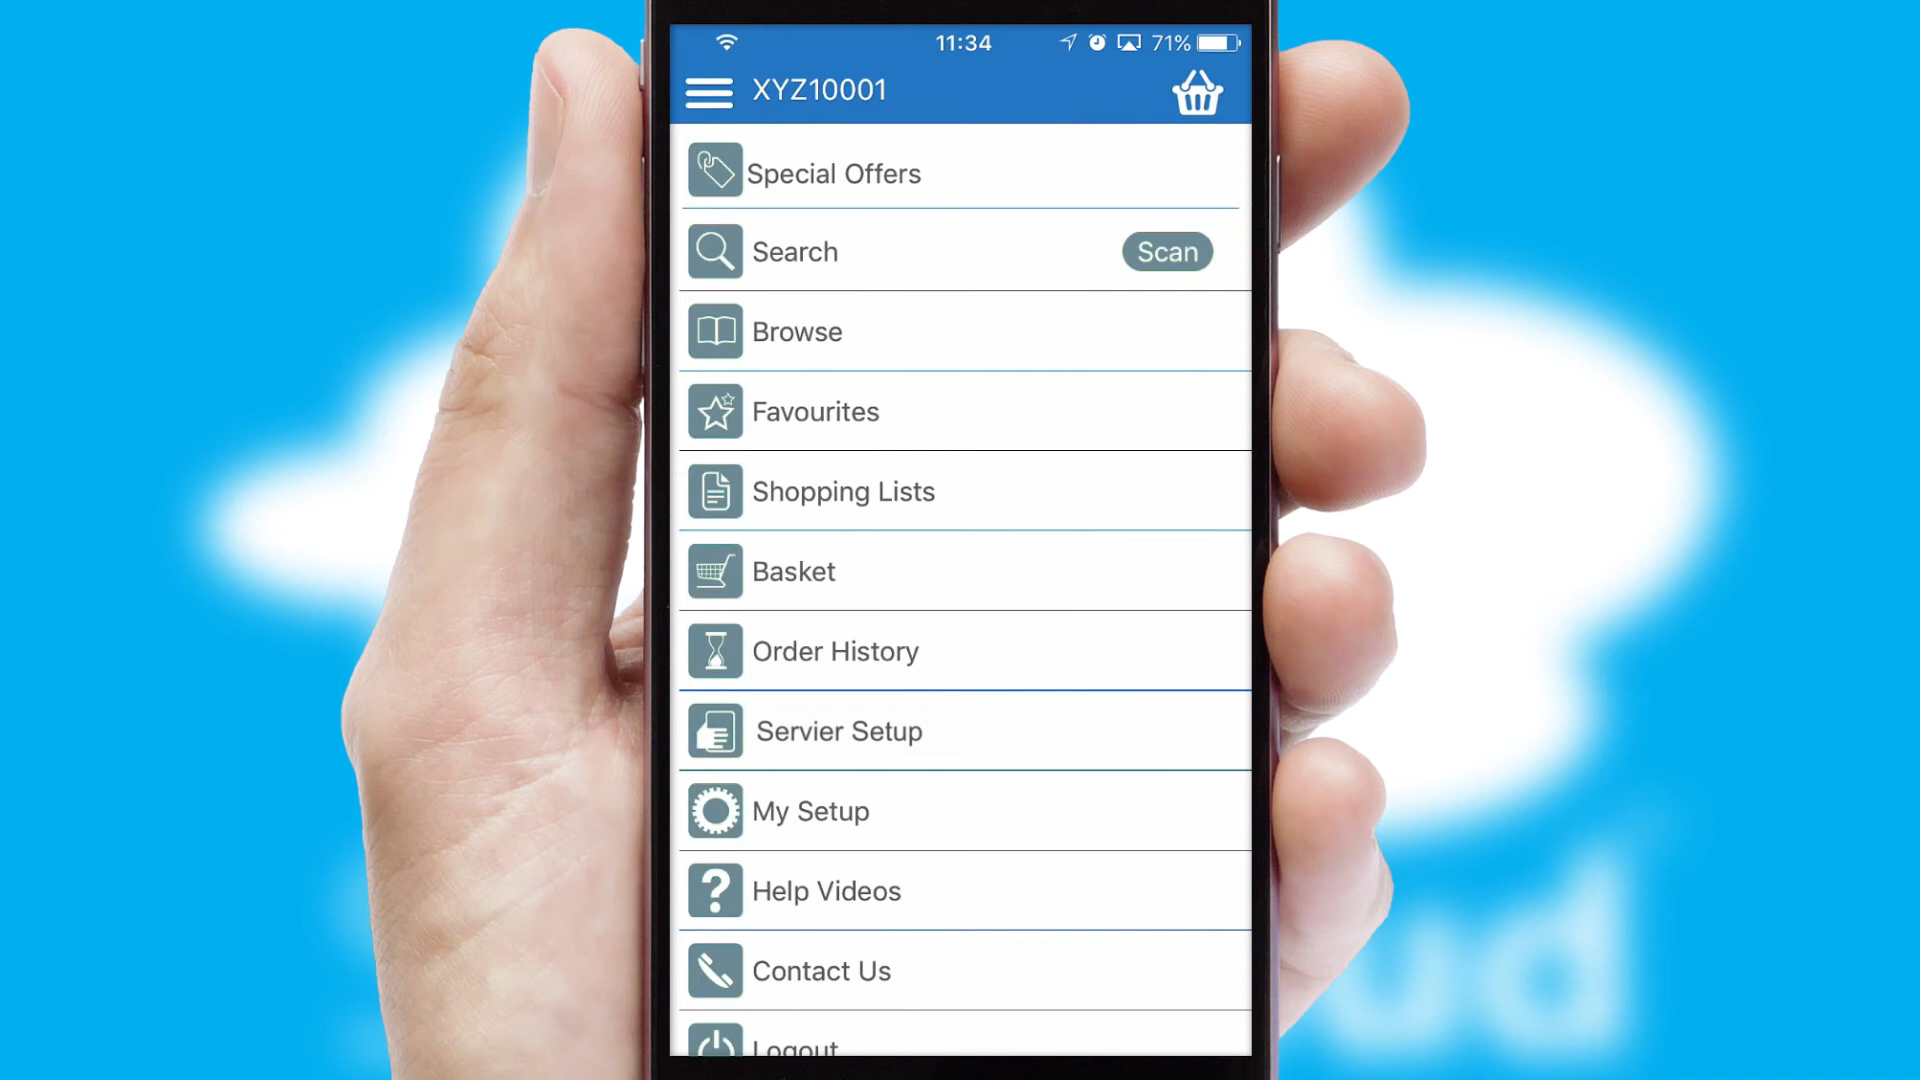 11:34
71%
XYZ10001
Special Offers
Search
Scan
Browse
Favourites
Shopping Lists
Basket
Order History
Servier Setup
My Setup
Help Videos
Contact Us
Logout
ud